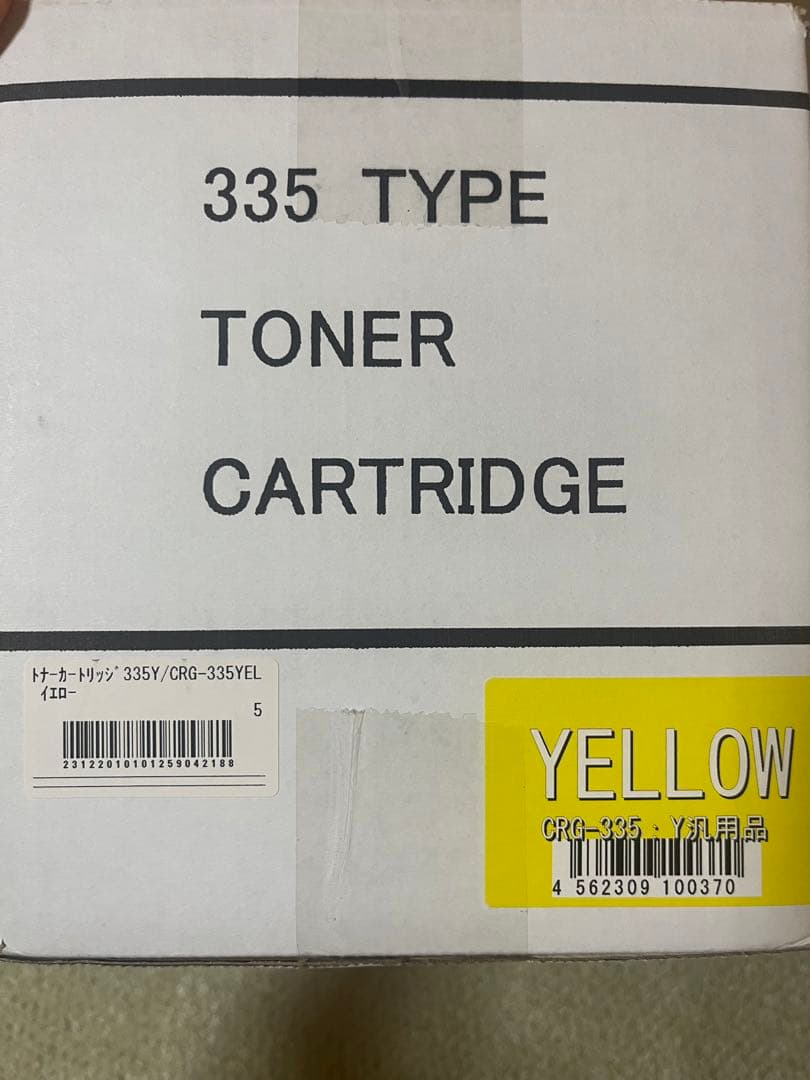 335 TYPE
TONER
CARTRIDGE
ﾄﾅｰｶｰﾄﾘｯｼﾞ335Y/CRG-335YEL
ｲｴﾛｰ
5
23122010101259042188
YELLOW
CRG-335：Y汎用品
4 562309 100370